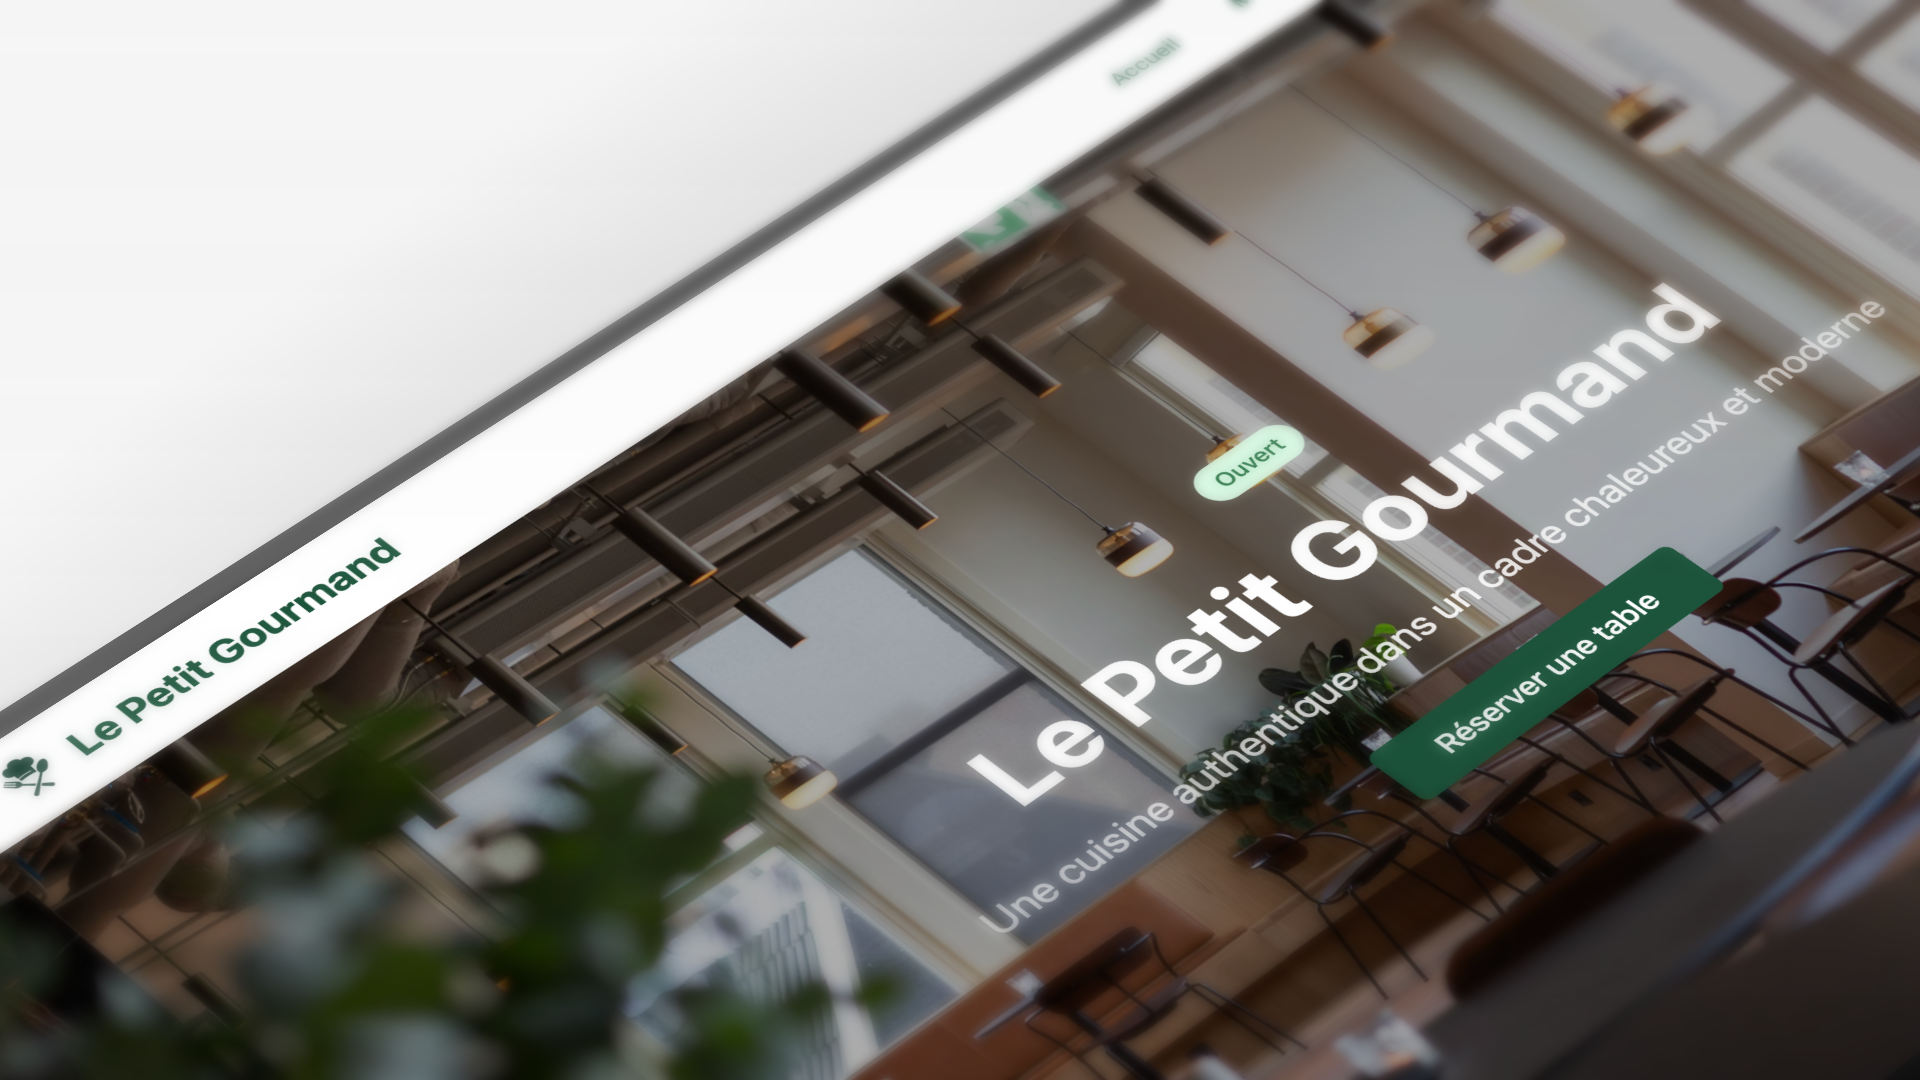 Accueil
Le Petit Gourmand
Ouvert
Le Petit Gourmand
Une cuisine authentique dans un cadre chaleureux et moderne
Réserver une table